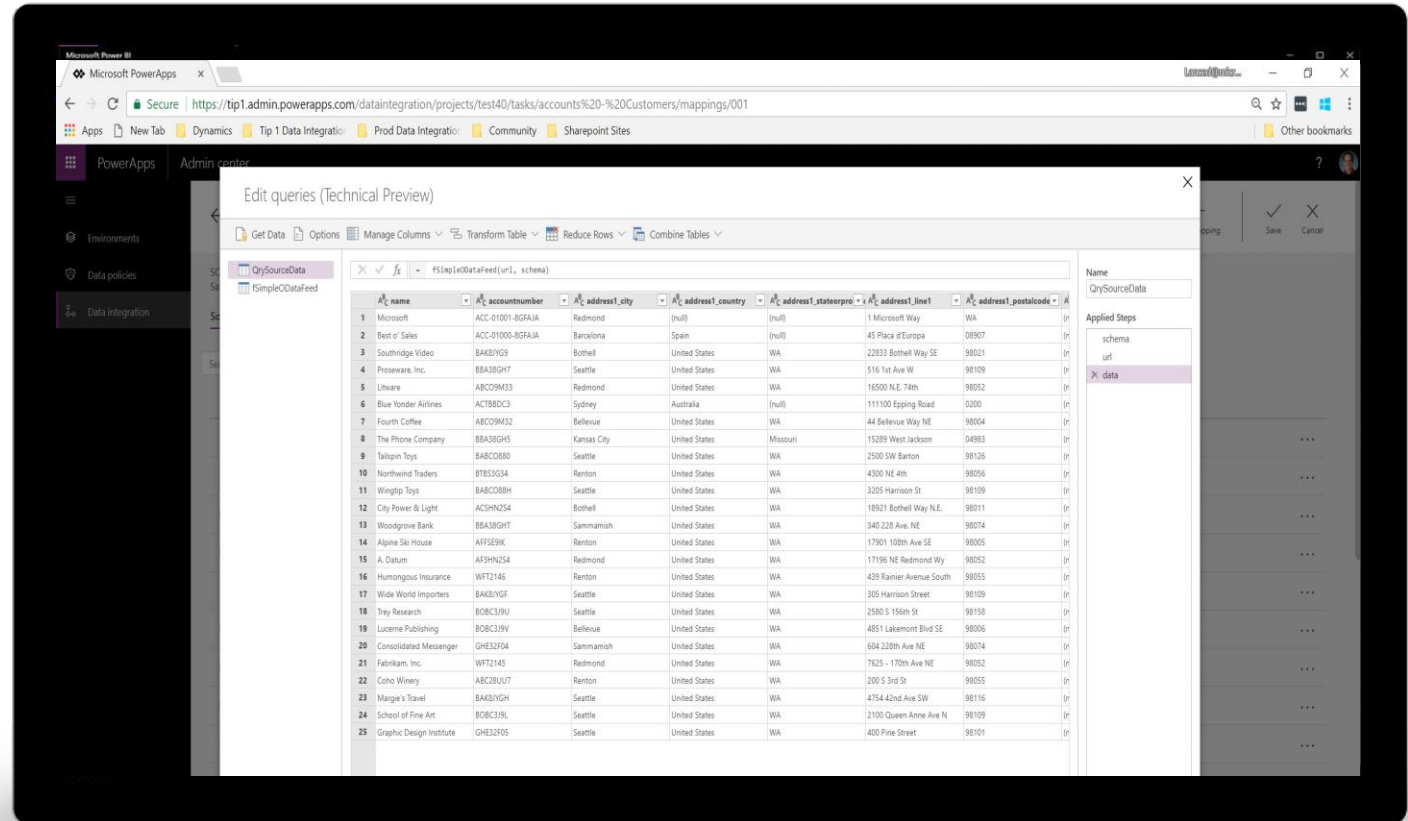 Microsoft Power BI
Microsoft PowerApps
Secure https://tip1.admin.powerapps.com/dataintegration/projects/test40/tasks/accounts%20-%20Customers/mappings/001
Apps New Tab Dynamics Tip 1 Data Integratio Prod Data Integratio Community Sharepoint Sites Other bookmarks
PowerApps Admin center ?
Edit queries (Technical Preview)
Save Cancel
Get Data Options Manage Columns Transform Table Reduce Rows Combine Tables
Environments
Data policies
Data integration
QrySourceData
fSimpleODataFeed
fx fSimpleODataFeed(url, schema)
name accountnumber address1_city address1_country address1_stateorpro address1_line1 address1_postalcode
1 Microsoft ACC-01001-8GFAJA Redmond (null) (null) 1 Microsoft Way WA
2 Best o' Sales ACC-01000-8GFAJA Barcelona Spain (null) 45 Placa d'Europa 08907
3 Southridge Video BAK8JYG9 Bothell United States WA 22833 Bothell Way SE 98021
4 Proseware, Inc. BBA38GH7 Seattle United States WA 516 1st Ave W 98109
5 Litware ABCO9M33 Redmond United States WA 16500 N.E. 74th 98052
6 Blue Yonder Airlines ACTBBDC3 Sydney Australia (null) 111100 Epping Road 0200
7 Fourth Coffee ABCO9M32 Bellevue United States WA 44 Bellevue Way NE 98004
8 The Phone Company BBA38GH5 Kansas City United States Missouri 15289 West Jackson 04983
9 Tailspin Toys BABCO880 Seattle United States WA 2500 SW Barton 98126
10 Northwind Traders BTBS3G34 Renton United States WA 4300 NE 4th 98056
11 Wingtip Toys BABCO88H Seattle United States WA 3205 Harrison St 98109
12 City Power & Light ACSHN2S4 Bothell United States WA 18921 Bothell Way N.E. 98011
13 Woodgrove Bank BBA38GHT Sammamish United States WA 340 228 Ave. NE 98074
14 Alpine Ski House AFFSE9IK Renton United States WA 17901 108th Ave SE 98005
15 A. Datum AF3HN2S4 Redmond United States WA 17196 NE Redmond Wy 98052
16 Humongous Insurance WFT2146 Renton United States WA 439 Rainier Avenue South 98055
17 Wide World Importers BAK8JYGF Seattle United States WA 305 Harrison Street 98109
18 Trey Research BOBC3J9U Seattle United States WA 2580 S 156th St 98158
19 Lucerne Publishing BOBC3J9V Bellevue United States WA 4851 Lakemont Blvd SE 98006
20 Consolidated Messenger GHE32F04 Sammamish United States WA 604 228th Ave NE 98074
21 Fabrikam, Inc. WFT2145 Redmond United States WA 7625 - 170th Ave NE 98052
22 Coho Winery ABC28UU7 Renton United States WA 200 S 3rd St 98055
23 Margie's Travel BAK8JYGH Seattle United States WA 4754 42nd Ave SW 98116
24 School of Fine Art BOBC3J9L Seattle United States WA 2100 Queen Anne Ave N 98109
25 Graphic Design Institute GHE32F05 Seattle United States WA 400 Pine Street 98101
Name
QrySourceData
Applied Steps
schema
url
data